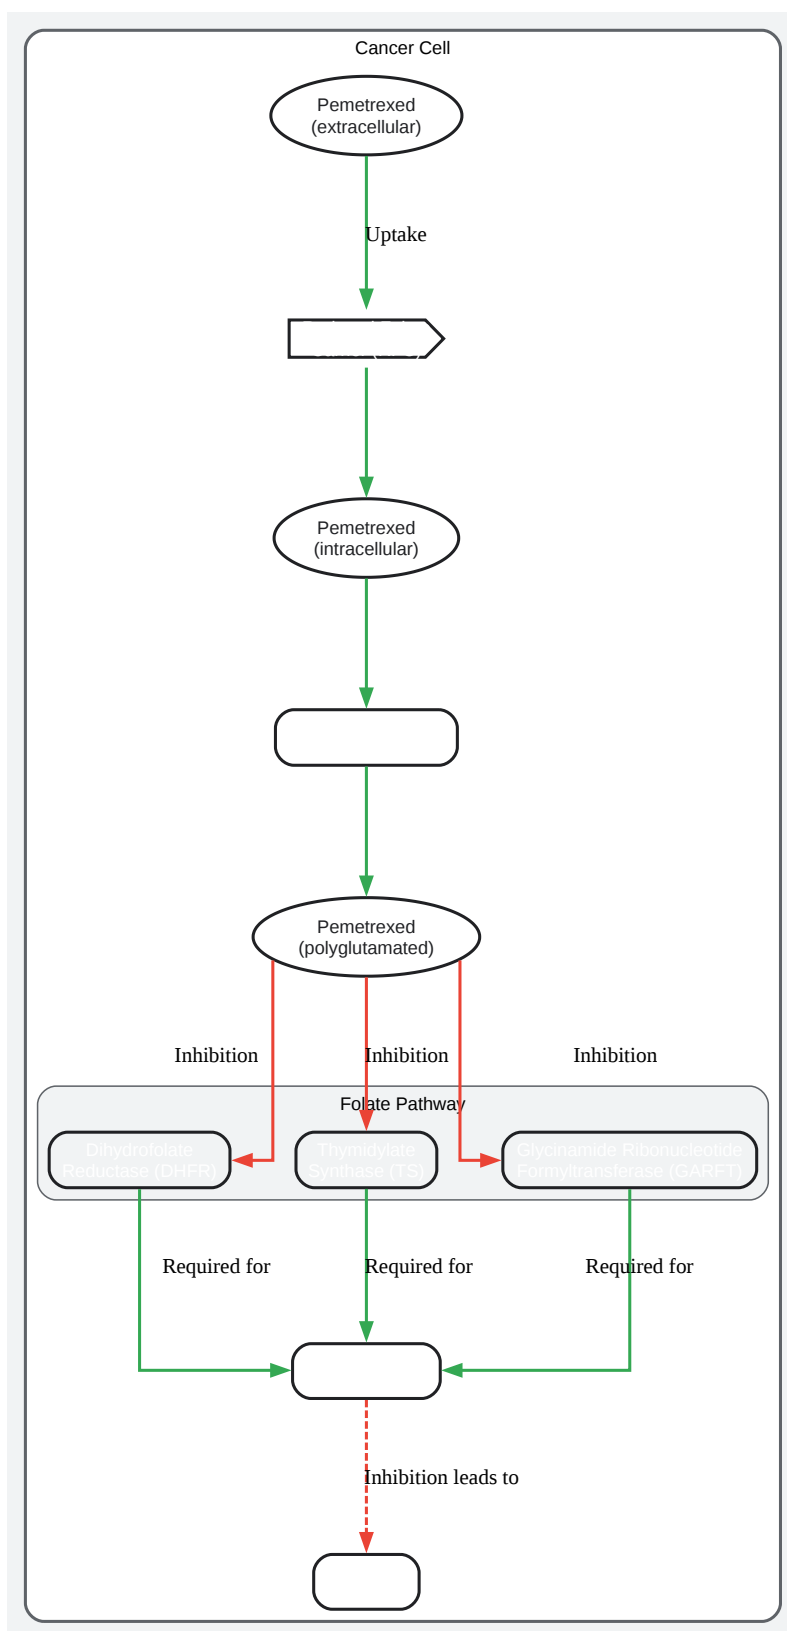 Cancer Cell
Pemetrexed
(extracellular)
Uptake
Pemetrexed
(intracellular)
Pemetrexed
(polyglutamated)
Inhibition
Inhibition
Inhibition
Folate Pathway
Dihydrofolate
Reductase (DHFR)
Thymidylate
Synthase (TS)
Glycinamide Ribonucleotide
Formyltransferase (GARFT)
Required for
Required for
Required for
Inhibition leads to